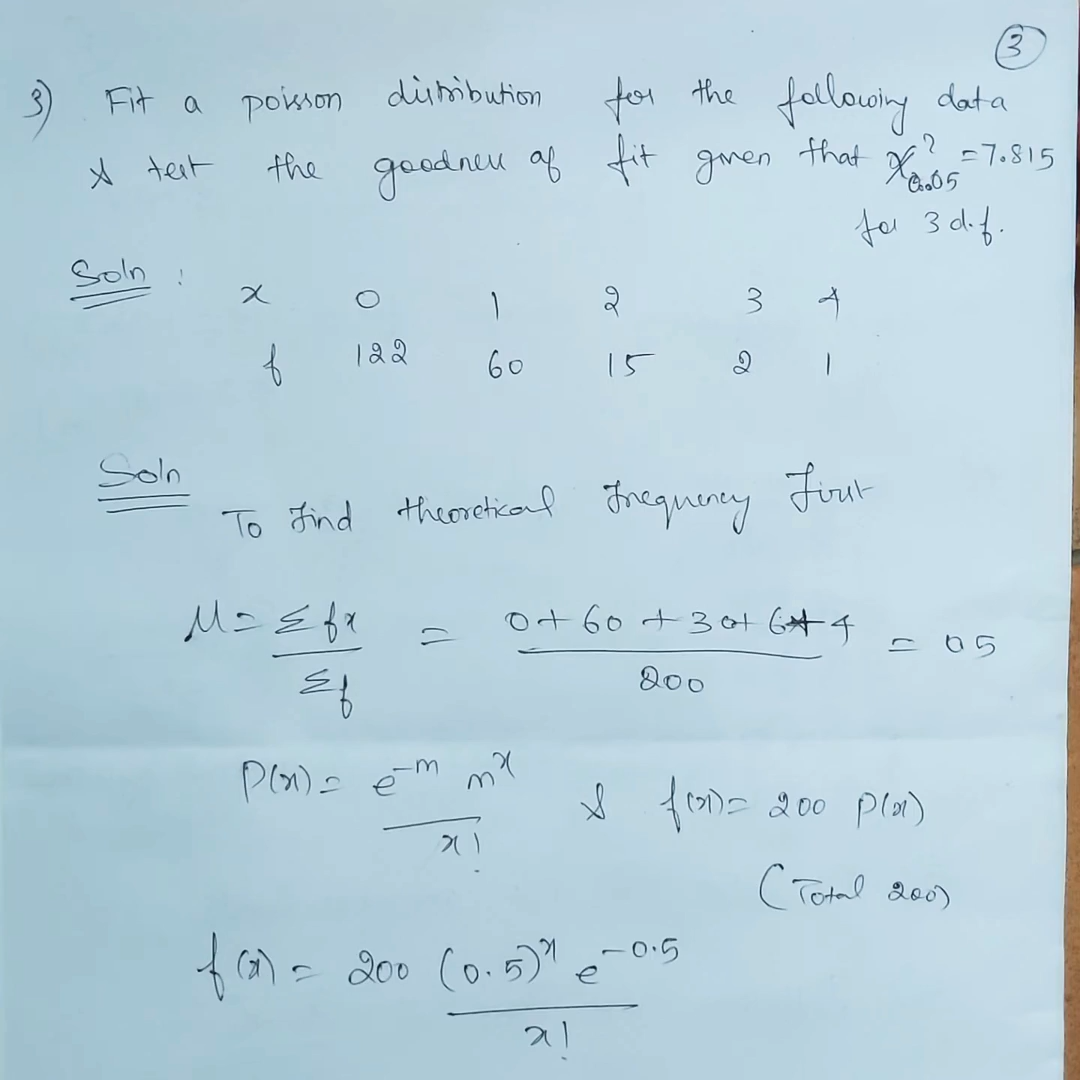 3
3) Fit a poisson distribution for the following data
& test the goodness of fit given that χ²0.05 = 7.815
for 3 d.f.
Soln :
x 0 1 2 3 4
f 122 60 15 2 1
Soln
To Find theoretical Frequency First
M = Σfx / Σf = 0 + 60 + 30 + 6 + 4 / 200 = 0.5
P(x) = e^-m m^x / x! & f(x) = 200 P(x)
(Total 200)
f(x) = 200 (0.5)^x e^-0.5 / x!